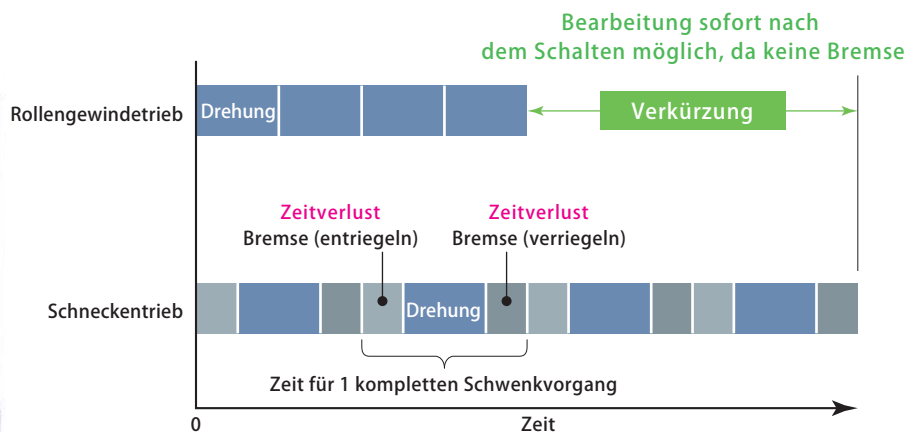 Bearbeitung sofort nach
dem Schalten möglich, da keine Bremse
Rollengewindetrieb
Drehung
Verkürzung
Zeitverlust
Bremse (entriegeln)
Zeitverlust
Bremse (verriegeln)
Schneckentrieb
Drehung
Zeit für 1 kompletten Schwenkvorgang
0
Zeit